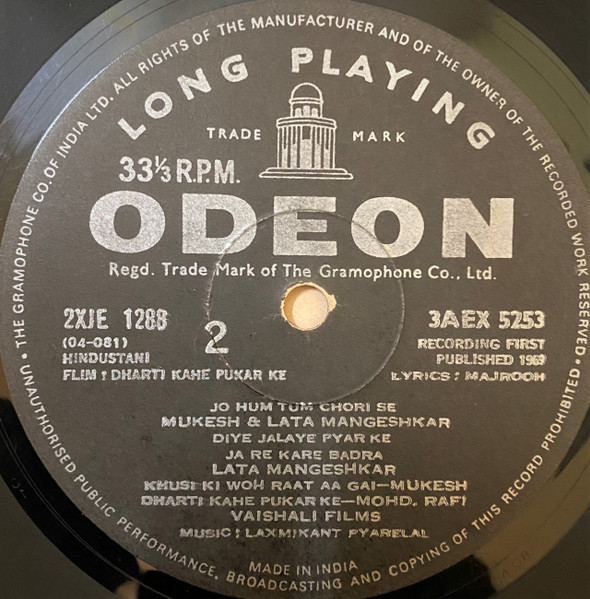 • THE GRAMOPHONE CO. OF INDIA LTD. ALL RIGHTS OF THE MANUFACTURER AND OF THE OWNER OF THE RECORDED WORK RESERVED •
LONG PLAYING
TRADE MARK
33⅓ R.P.M.
ODEON
Regd. Trade Mark of The Gramophone Co., Ltd.
2XJE 1288
3AEX 5253
2
(04-081)
RECORDING FIRST
HINDUSTANI
PUBLISHED 1969
FLIM : DHARTI KAHE PUKAR KE
LYRICS : MAJROOH
JO HUM TUM CHORI SE
MUKESH & LATA MANGESHKAR
DIYE JALAYE PYAR KE
JA RE KARE BADRA
LATA MANGESHKAR
KHUSI KI WOH RAAT AA GAI—MUKESH
DHARTI KAHE PUKAR KE—MOHD. RAFI
VAISHALI FILMS
MUSIC : LAXMIKANT PYARELAL
MADE IN INDIA
UNAUTHORISED PUBLIC PERFORMANCE, BROADCASTING AND COPYING OF THIS RECORD PROHIBITED •